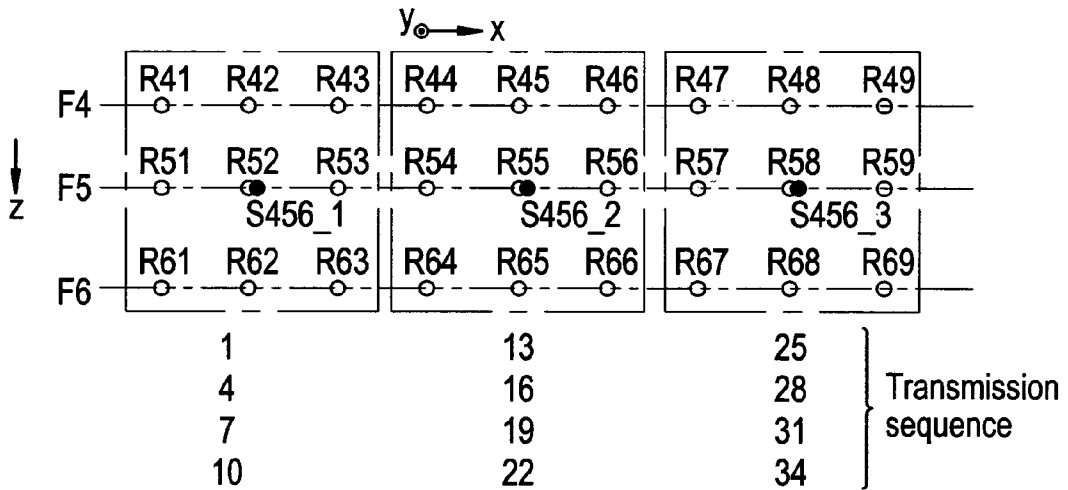 y x
R41 R42 R43 R44 R45 R46 R47 R48 R49
F4
R51 R52 R53 R54 R55 R56 R57 R58 R59
F5
z
S456_1 S456_2 S456_3
R61 R62 R63 R64 R65 R66 R67 R68 R69
F6
1 13 25
4 16 28
7 19 31
10 22 34
Transmission
sequence